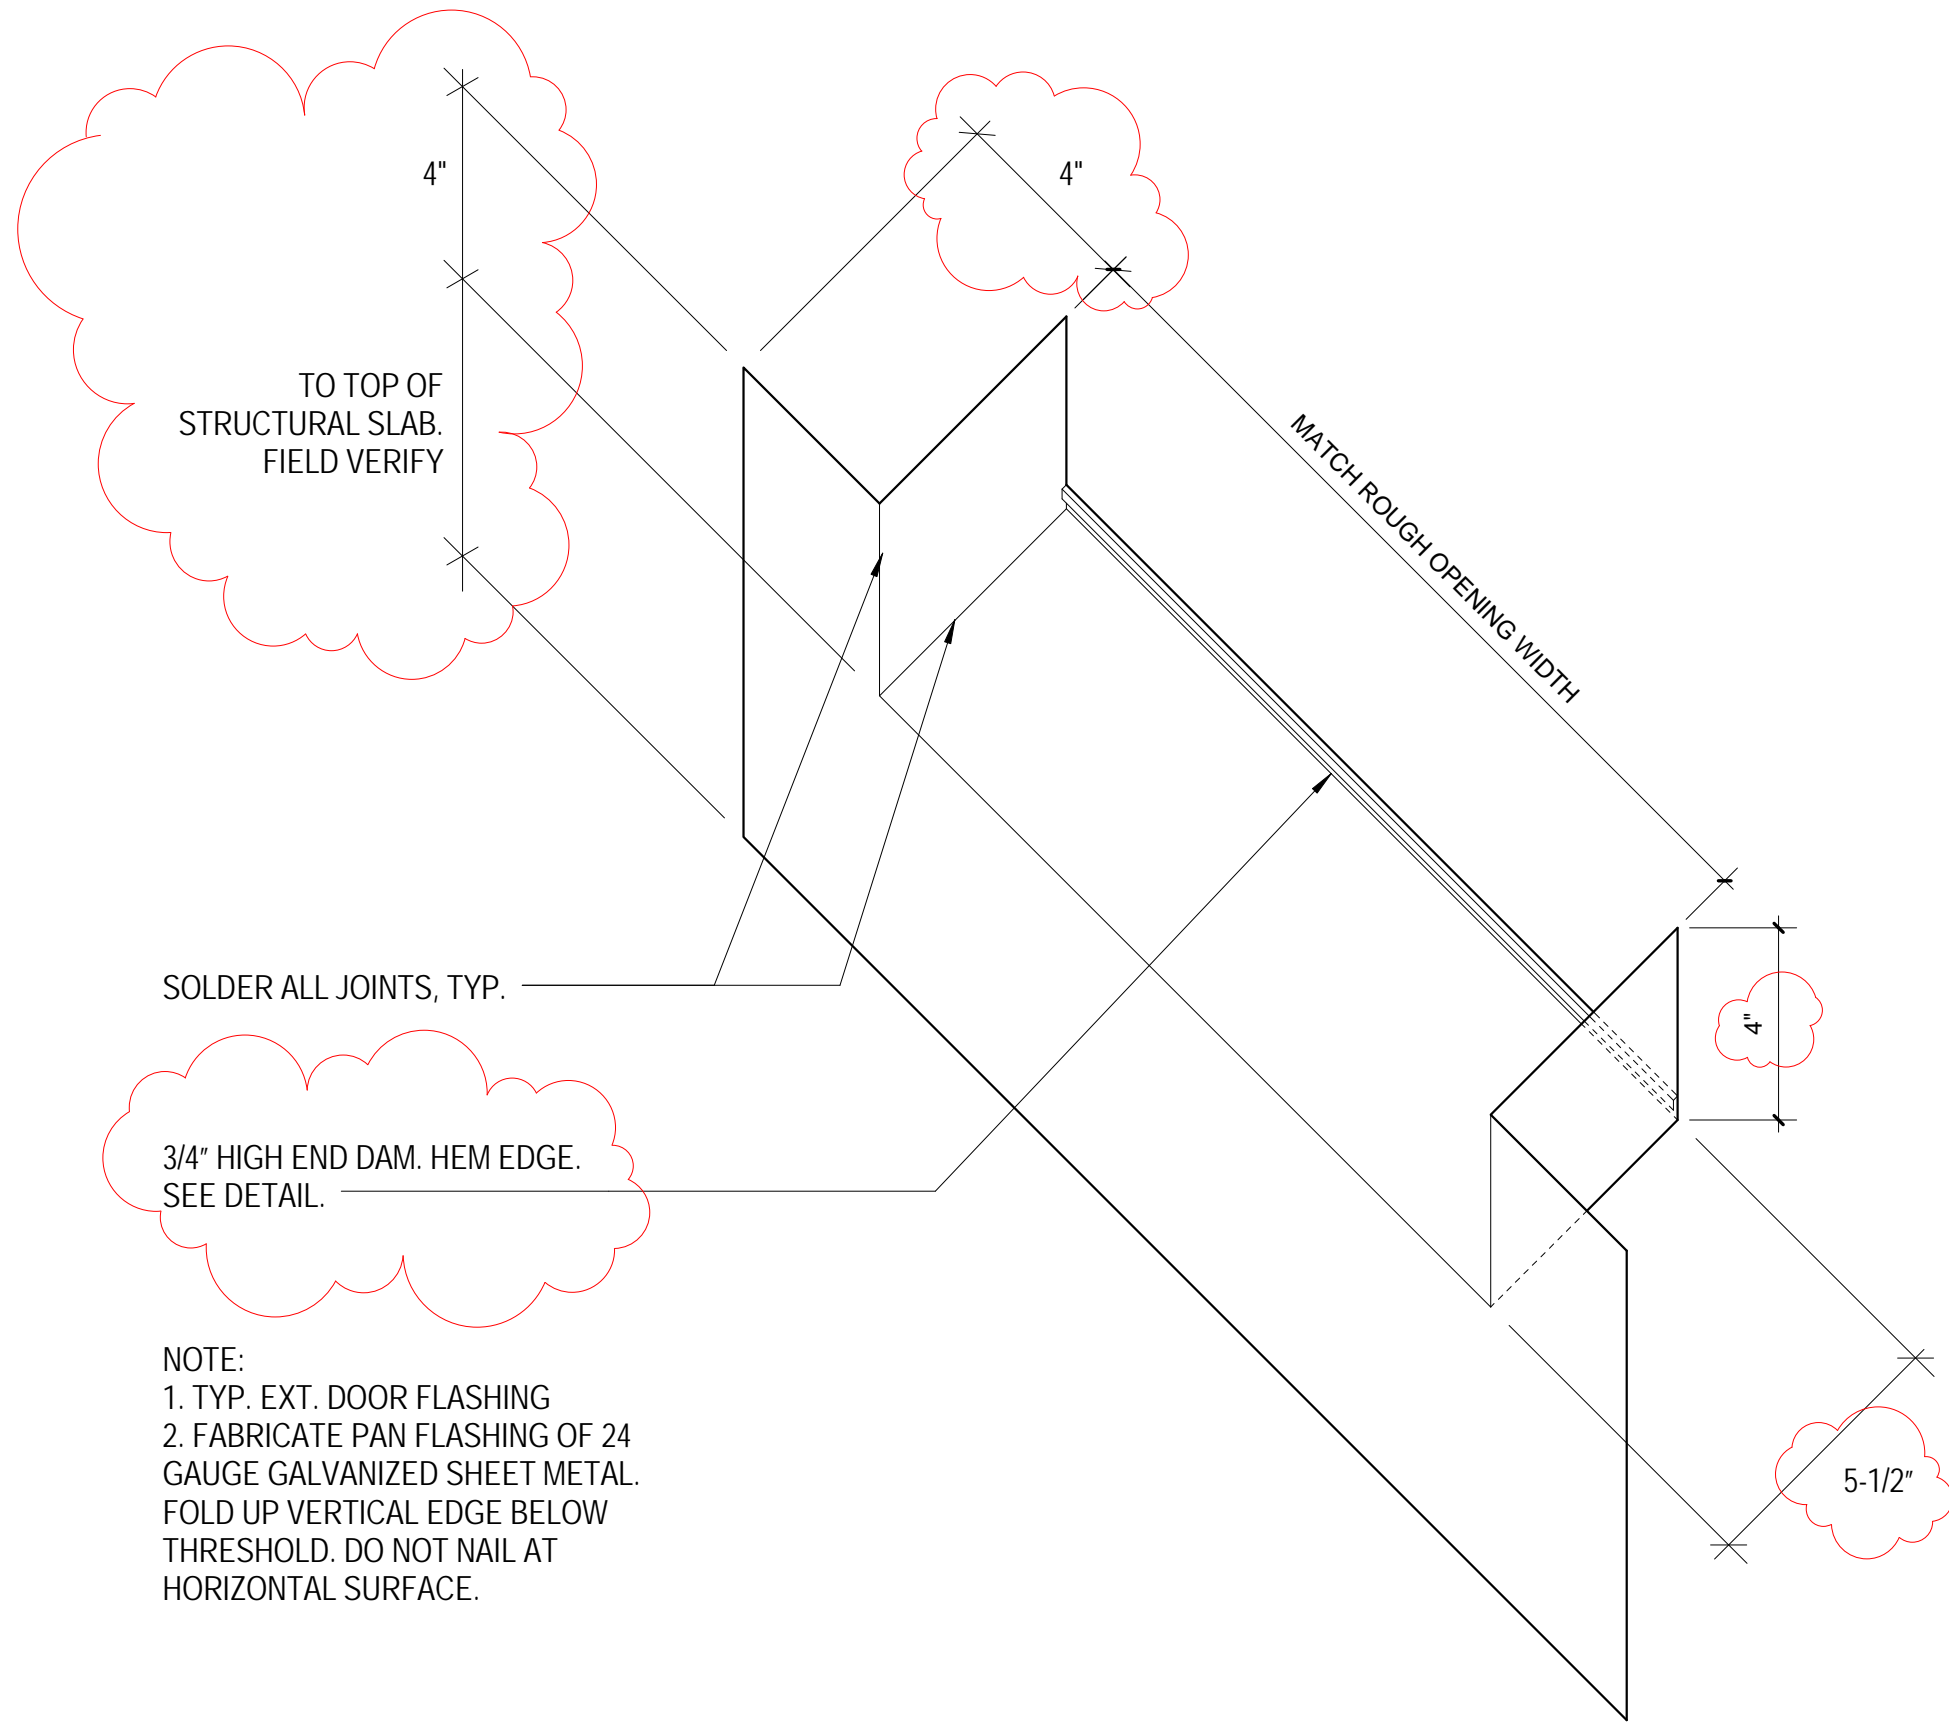 4"
4"
TO TOP OF
STRUCTURAL SLAB.
FIELD VERIFY
MATCH ROUGH OPENING WIDTH
SOLDER ALL JOINTS, TYP.
4"
3/4" HIGH END DAM. HEM EDGE.
SEE DETAIL.
NOTE:
1. TYP. EXT. DOOR FLASHING
2. FABRICATE PAN FLASHING OF 24
GAUGE GALVANIZED SHEET METAL.
FOLD UP VERTICAL EDGE BELOW
THRESHOLD. DO NOT NAIL AT
HORIZONTAL SURFACE.
5-1/2"